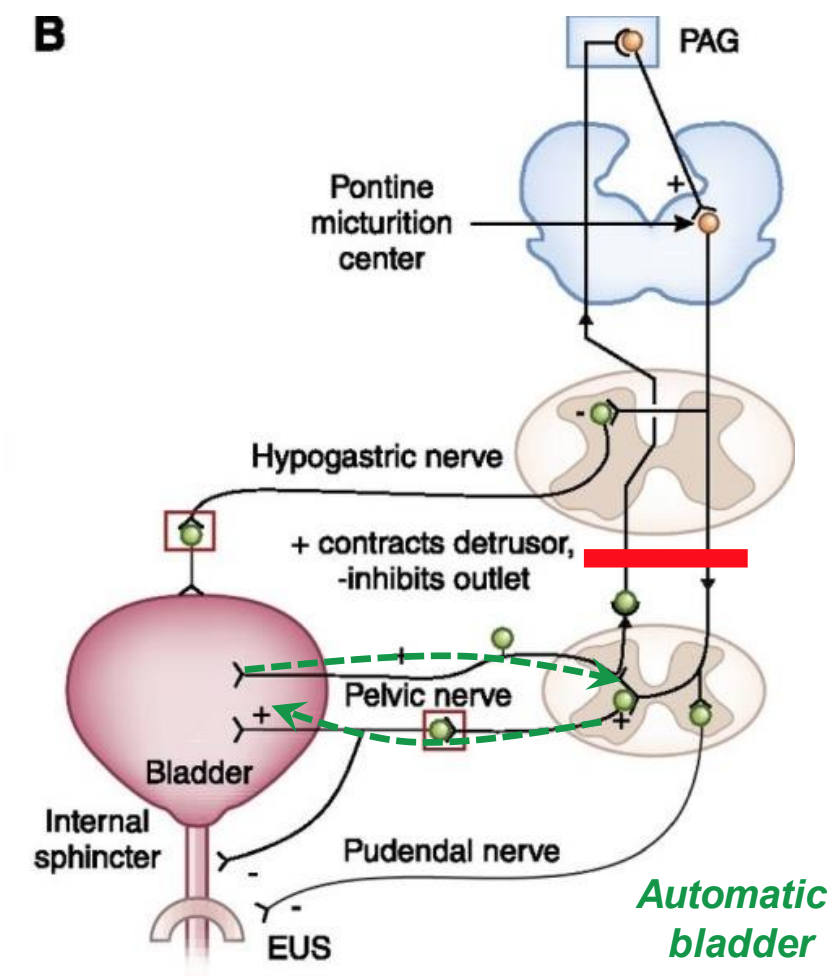 B
PAG
+
Pontine
micturition
center
-
Hypogastric nerve
+ contracts detrusor,
-inhibits outlet
+
Pelvic nerve
+
+
Bladder
Internal
sphincter
-
Pudendal nerve
-
EUS
Automatic
bladder